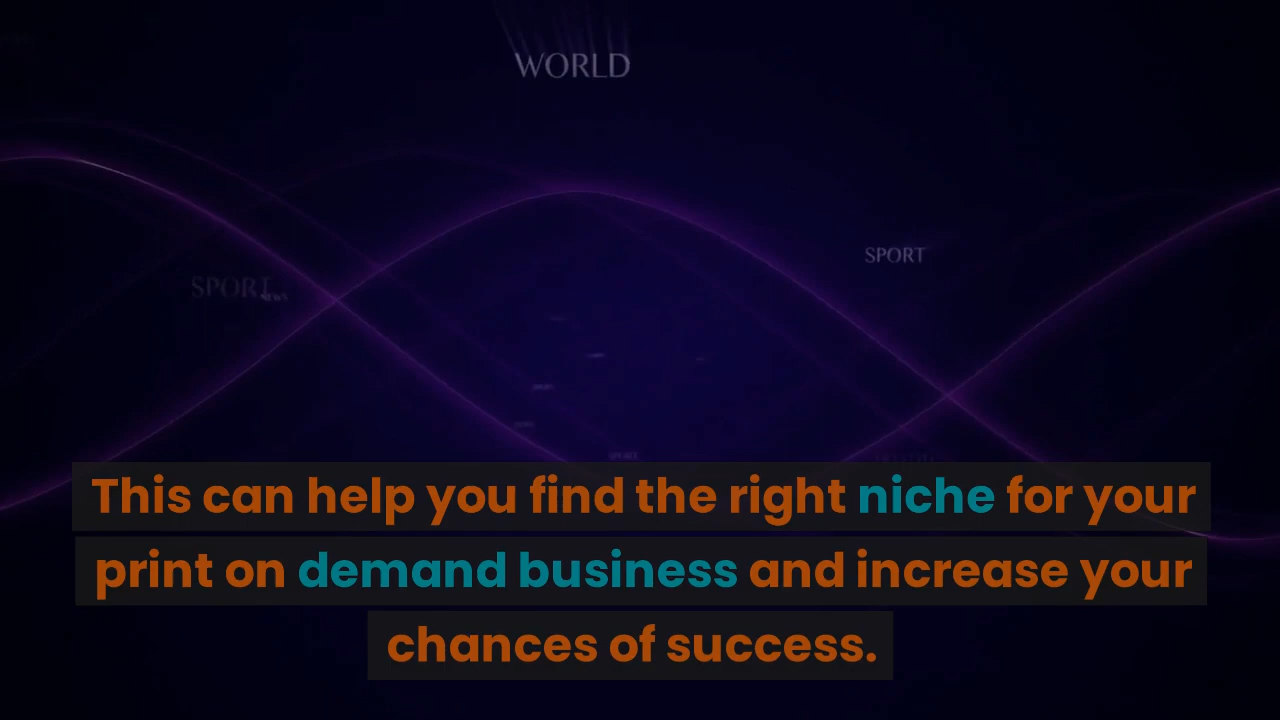 WORLD
SPORT
SPORT
This can help you find the right niche for your
print on demand business and increase your
chances of success.